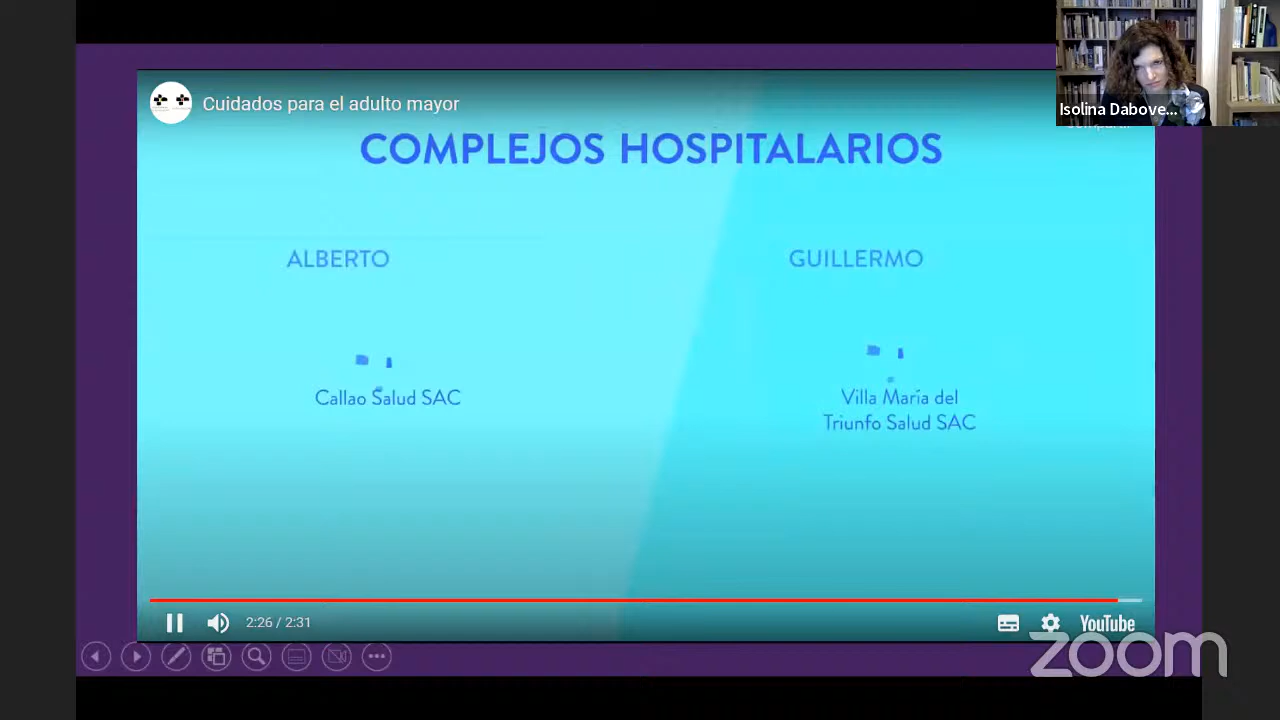 Cuidados para el adulto mayor
Isolina Dabove...
COMPLEJOS HOSPITALARIOS
ALBERTO
GUILLERMO
Callao Salud SAC
Villa María del
Triunfo Salud SAC
2:26 / 2:31
YouTube
zoom